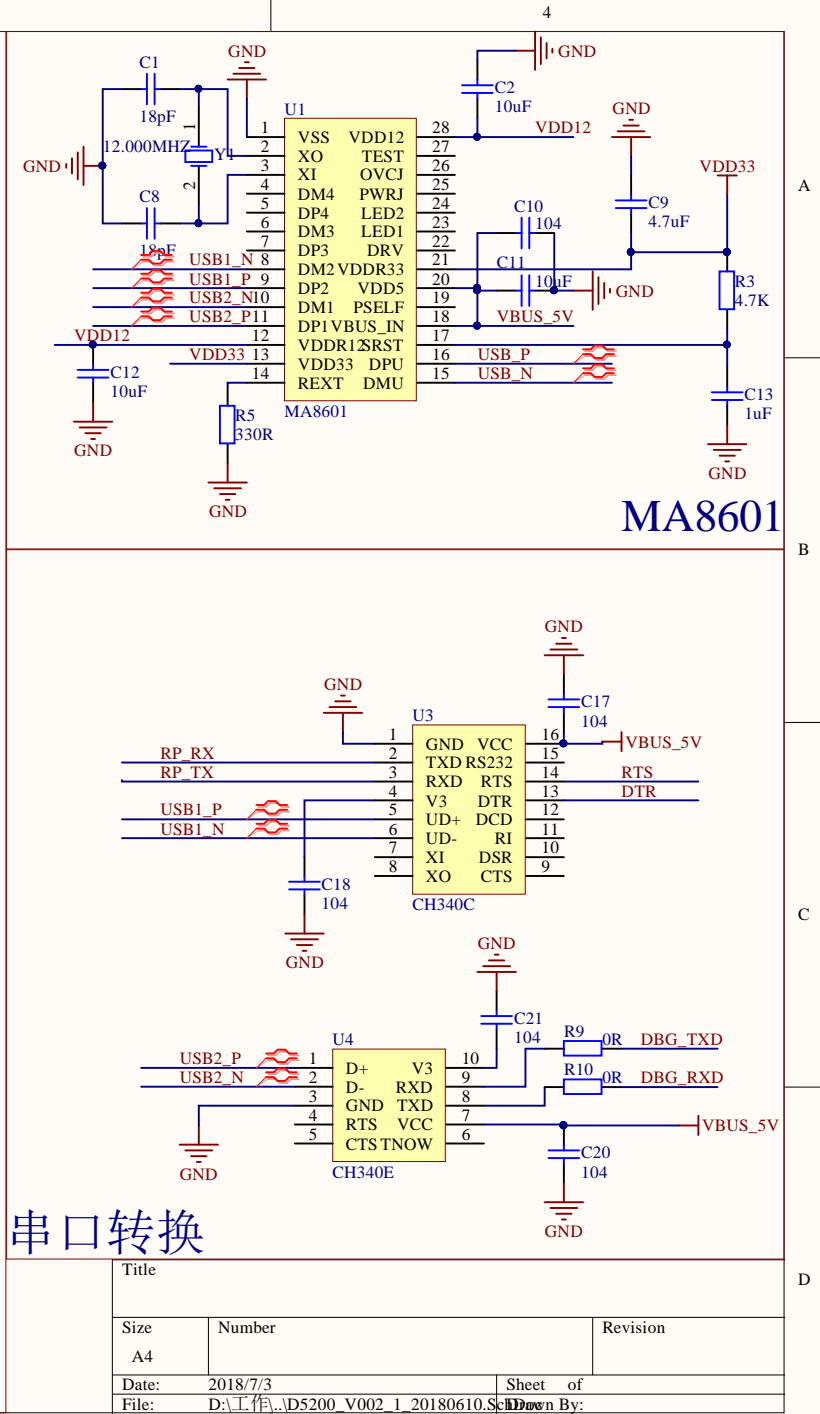 4
A
B
C
D
GND
C1
18pF
GND
12.000MHZ
Y1
1
2
C8
18pF
GND
C2
10uF
VDD12
GND
C9
4.7uF
VDD33
R3
4.7K
C13
1uF
GND
C10
104
C11
10uF
GND
VBUS_5V
USB_P
USB_N
U1
1 VSS VDD12 28
2 XO TEST 27
3 XI OVCJ 26
4 DM4 PWRJ 25
5 DP4 LED2 24
6 DM3 LED1 23
7 DP3 DRV 22
USB1_N 8 DM2 VDDR33 21
USB1_P 9 DP2 VDD5 20
USB2_N 10 DM1 PSELF 19
USB2_P 11 DP1 VBUS_IN 18
VDD12 12 VDDR12 SRST 17
VDD33 13 VDD33 DPU 16
14 REXT DMU 15
MA8601
C12
10uF
GND
R5
330R
GND
MA8601
GND
C17
104
VBUS_5V
GND
U3
1 GND VCC 16
RP_RX 2 TXD RS232 15
RP_TX 3 RXD RTS 14 RTS
4 V3 DTR 13 DTR
USB1_P 5 UD+ DCD 12
USB1_N 6 UD- RI 11
7 XI DSR 10
8 XO CTS 9
CH340C
C18
104
GND
GND
C21
104
U4
USB2_P 1 D+ V3 10
USB2_N 2 D- RXD 9
3 GND TXD 8
4 RTS VCC 7
5 CTS TNOW 6
CH340E
GND
R9 0R DBG_TXD
R10 0R DBG_RXD
VBUS_5V
C20
104
GND
串口转换
Title
Size Number Revision
A4
Date: 2018/7/3 Sheet of
File: D:\工作\..\D5200_V002_1_20180610.SchDoc Drawn By: